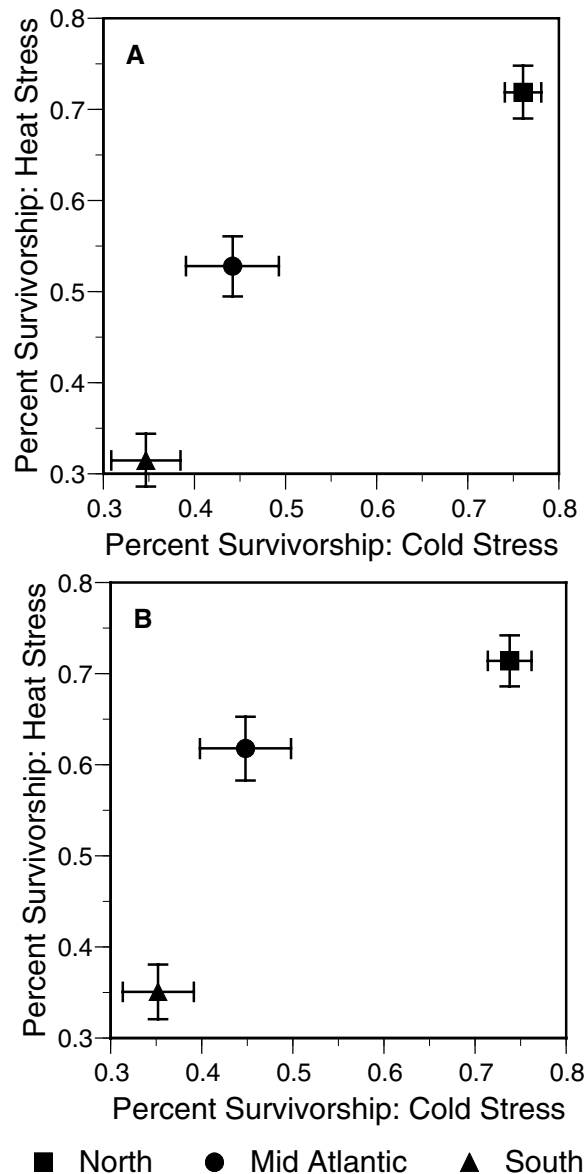 A
Percent Survivorship: Heat Stress
0.8
0.7
0.6
0.5
0.4
0.3
0.3 0.4 0.5 0.6 0.7 0.8
Percent Survivorship: Cold Stress
B
Percent Survivorship: Heat Stress
0.8
0.7
0.6
0.5
0.4
0.3
0.3 0.4 0.5 0.6 0.7 0.8
Percent Survivorship: Cold Stress
North Mid Atlantic South